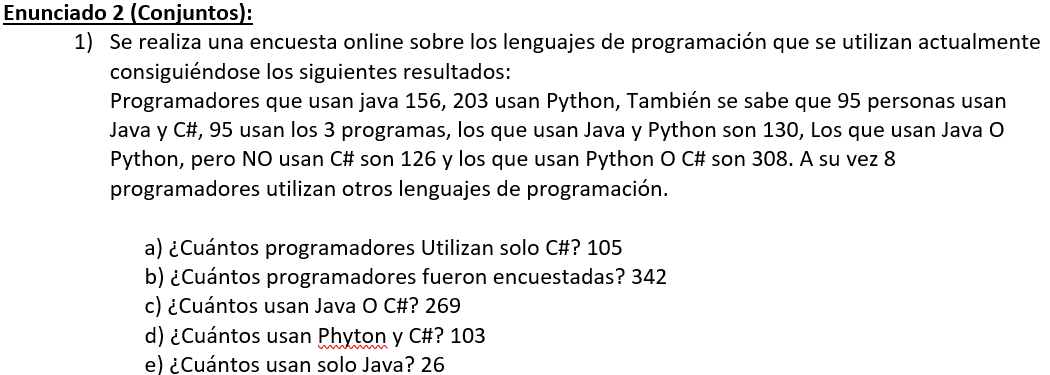 Enunciado 2 (Conjuntos):
1) Se realiza una encuesta online sobre los lenguajes de programación que se utilizan actualmente
consiguiéndose los siguientes resultados:
Programadores que usan java 156, 203 usan Python, También se sabe que 95 personas usan
Java y C#, 95 usan los 3 programas, los que usan Java y Python son 130, Los que usan Java O
Python, pero NO usan C# son 126 y los que usan Python O C# son 308. A su vez 8
programadores utilizan otros lenguajes de programación.
a) ¿Cuántos programadores Utilizan solo C#? 105
b) ¿Cuántos programadores fueron encuestadas? 342
c) ¿Cuántos usan Java O C#? 269
d) ¿Cuántos usan Phyton y C#? 103
e) ¿Cuántos usan solo Java? 26